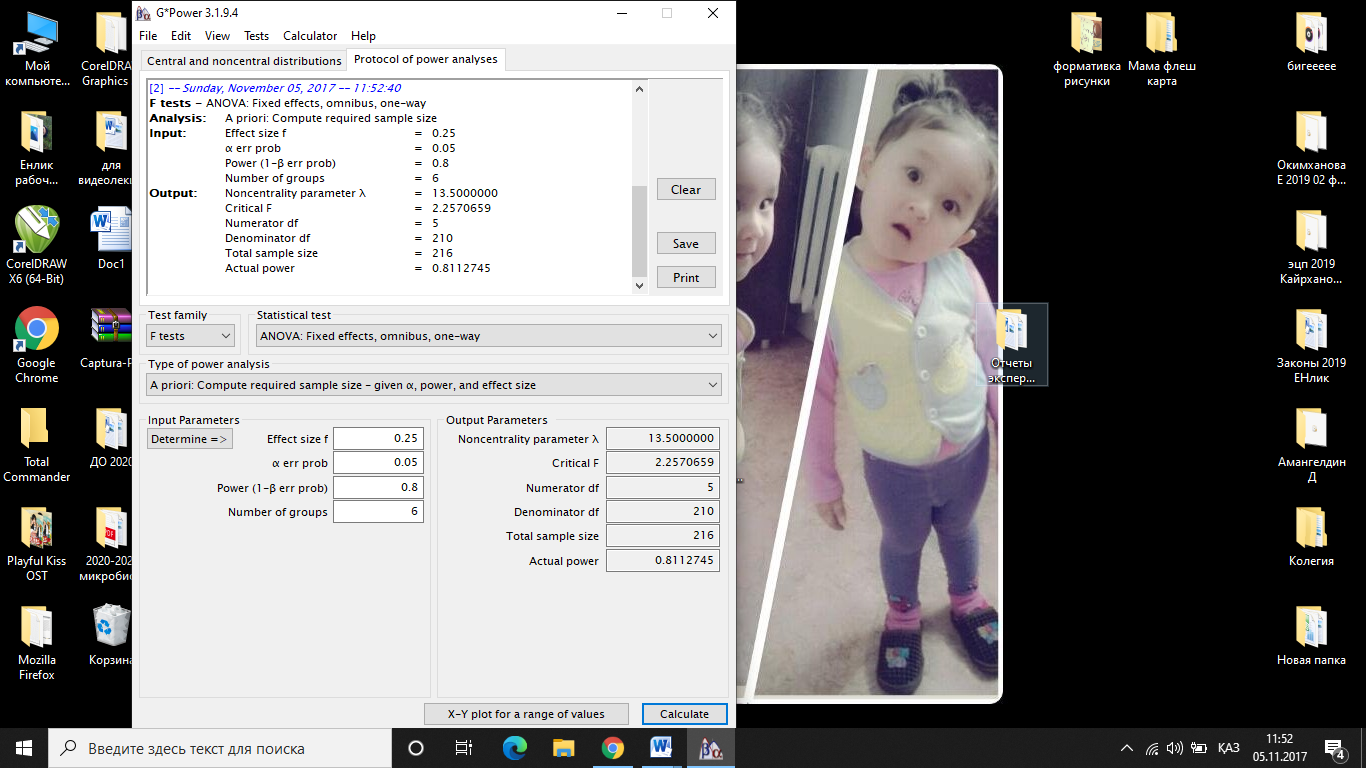 G*Power 3.1.9.4
File Edit View Tests Calculator Help
Central and noncentral distributions Protocol of power analyses
[2] -- Sunday, November 05, 2017 -- 11:52:40
F tests – ANOVA: Fixed effects, omnibus, one-way
Analysis: A priori: Compute required sample size
Input: Effect size f = 0.25
α err prob = 0.05
Power (1-β err prob) = 0.8
Number of groups = 6
Output: Noncentrality parameter λ = 13.5000000
Critical F = 2.2570659
Numerator df = 5
Denominator df = 210
Total sample size = 216
Actual power = 0.8112745
Clear
Save
Print
Test family
F tests
Statistical test
ANOVA: Fixed effects, omnibus, one-way
Type of power analysis
A priori: Compute required sample size – given α, power, and effect size
Input Parameters
Determine =>
Effect size f 0.25
α err prob 0.05
Power (1-β err prob) 0.8
Number of groups 6
Output Parameters
Noncentrality parameter λ 13.5000000
Critical F 2.2570659
Numerator df 5
Denominator df 210
Total sample size 216
Actual power 0.8112745
X-Y plot for a range of values
Calculate
Мой
компьюте...
CorelDRA
Graphics
Енлик
рабоч...
для
видеолек
CorelDRAW
X6 (64-Bit)
Doc1
Google
Chrome
Captura-P
Total
Commander
ДО 2020
Playful Kiss
OST
2020-202
микробис
Mozilla
Firefox
Корзина
форматив​ка
рисунки
Мама флеш
карта
бигеееее
Окимханова
Е 2019 02 ф...
эцп 2019
Кайрхано...
Отчеты
экспер...
Законы 2019
ЕНлик
Амангелдин
Д
Колегия
Новая папка
Введите здесь текст для поиска
ҚАЗ
11:52
05.11.2017
4